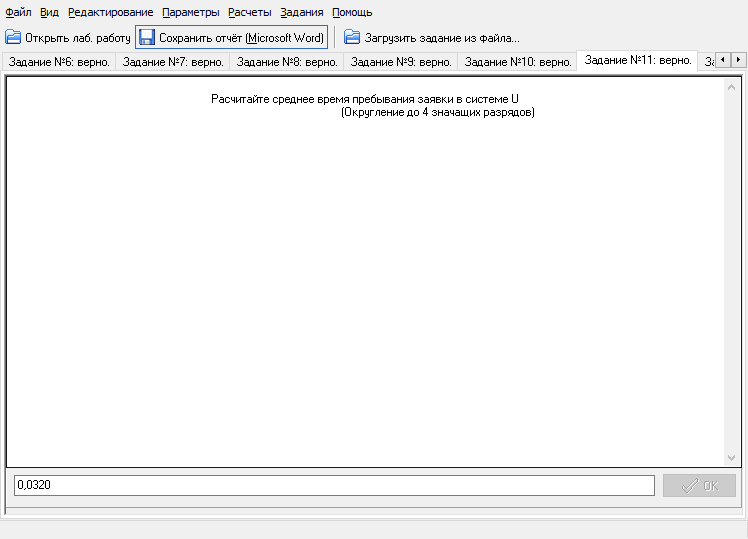 Файл Вид Редактирование Параметры Расчеты Задания Помощь
Открыть лаб. работу Сохранить отчёт (Microsoft Word) Загрузить задание из файла...
Задание №6: верно. Задание №7: верно. Задание №8: верно. Задание №9: верно. Задание №10: верно. Задание №11: верно.
Расчитайте среднее время пребывания заявки в системе U
(Округление до 4 значащих разрядов)
0,0320 OK